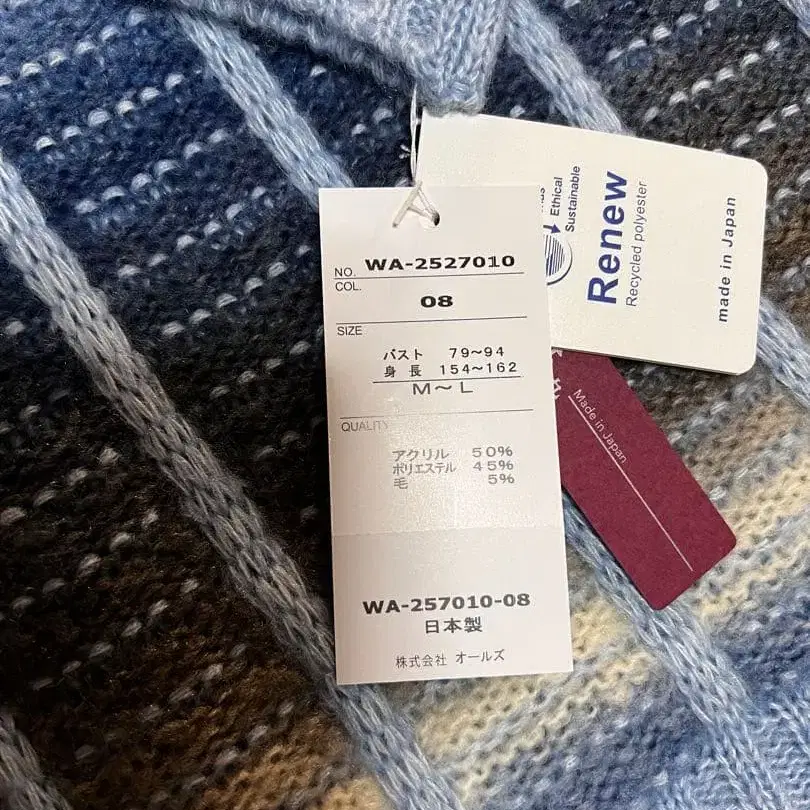 NO. WA-2527010
COL.
08
SIZE
バスト 79～94
身長 154～162
M～L
QUALITY
アクリル 50%
ポリエステル 45%
毛 5%
WA-257010-08
日本製
株式会社 オールズ
Ethical
Sustainable
Renew
Recycled polyester
made in Japan
Made in Japan